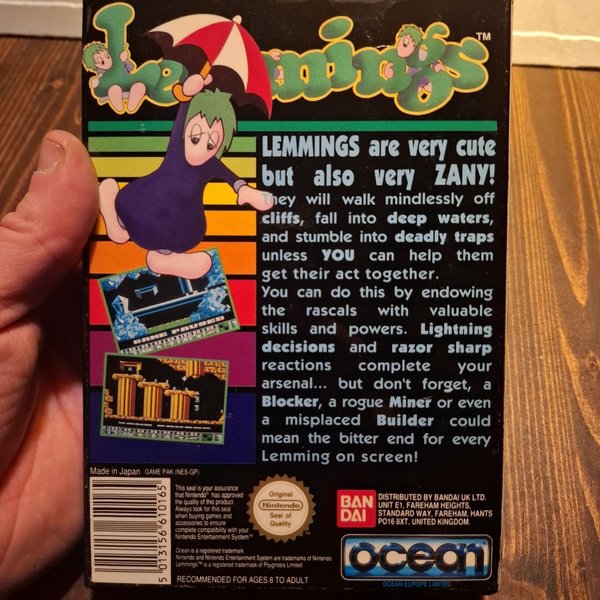 Lemmings™
LEMMINGS are very cute
but also very ZANY!
They will walk mindlessly off
cliffs, fall into deep waters,
and stumble into deadly traps
unless YOU can help them
get their act together.
You can do this by endowing
the rascals with valuable
skills and powers. Lightning
decisions and razor sharp
reactions complete your
arsenal... but don't forget, a
Blocker, a rogue Miner or even
a misplaced Builder could
mean the bitter end for every
Lemming on screen!
GAME PAUSED
Made in Japan GAME PAK (NES-GP)
5 013156 610165
This seal is your assurance
that Nintendo® has approved
the quality of this product.
Always look for this seal
when buying games and
accessories to ensure
complete compatibility with your
Nintendo Entertainment System™
Original
Nintendo
Seal of
Quality
BAN
DAI
DISTRIBUTED BY BANDAI UK LTD.
UNIT E1, FAREHAM HEIGHTS,
STANDARD WAY, FAREHAM, HANTS
PO16 8XT, UNITED KINGDOM.
Ocean is a registered trademark.
Nintendo and Nintendo Entertainment System are trademarks of Nintendo
Lemmings™ is a registered trademark of Psygnosis Limited
RECOMMENDED FOR AGES 8 TO ADULT
ocean
OCEAN EUROPE LIMITED